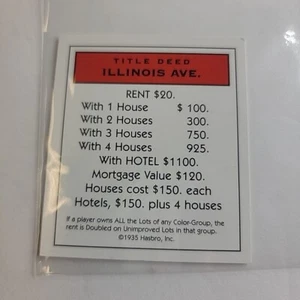 TITLE DEED
ILLINOIS AVE.
RENT $20.
With 1 House $ 100.
With 2 Houses 300.
With 3 Houses 750.
With 4 Houses 925.
With HOTEL $1100.
Mortgage Value $120.
Houses cost $150. each
Hotels, $150. plus 4 houses
If a player owns ALL the Lots of any Color-Group, the
rent is Doubled on Unimproved Lots in that group.
©1935 Hasbro, Inc.